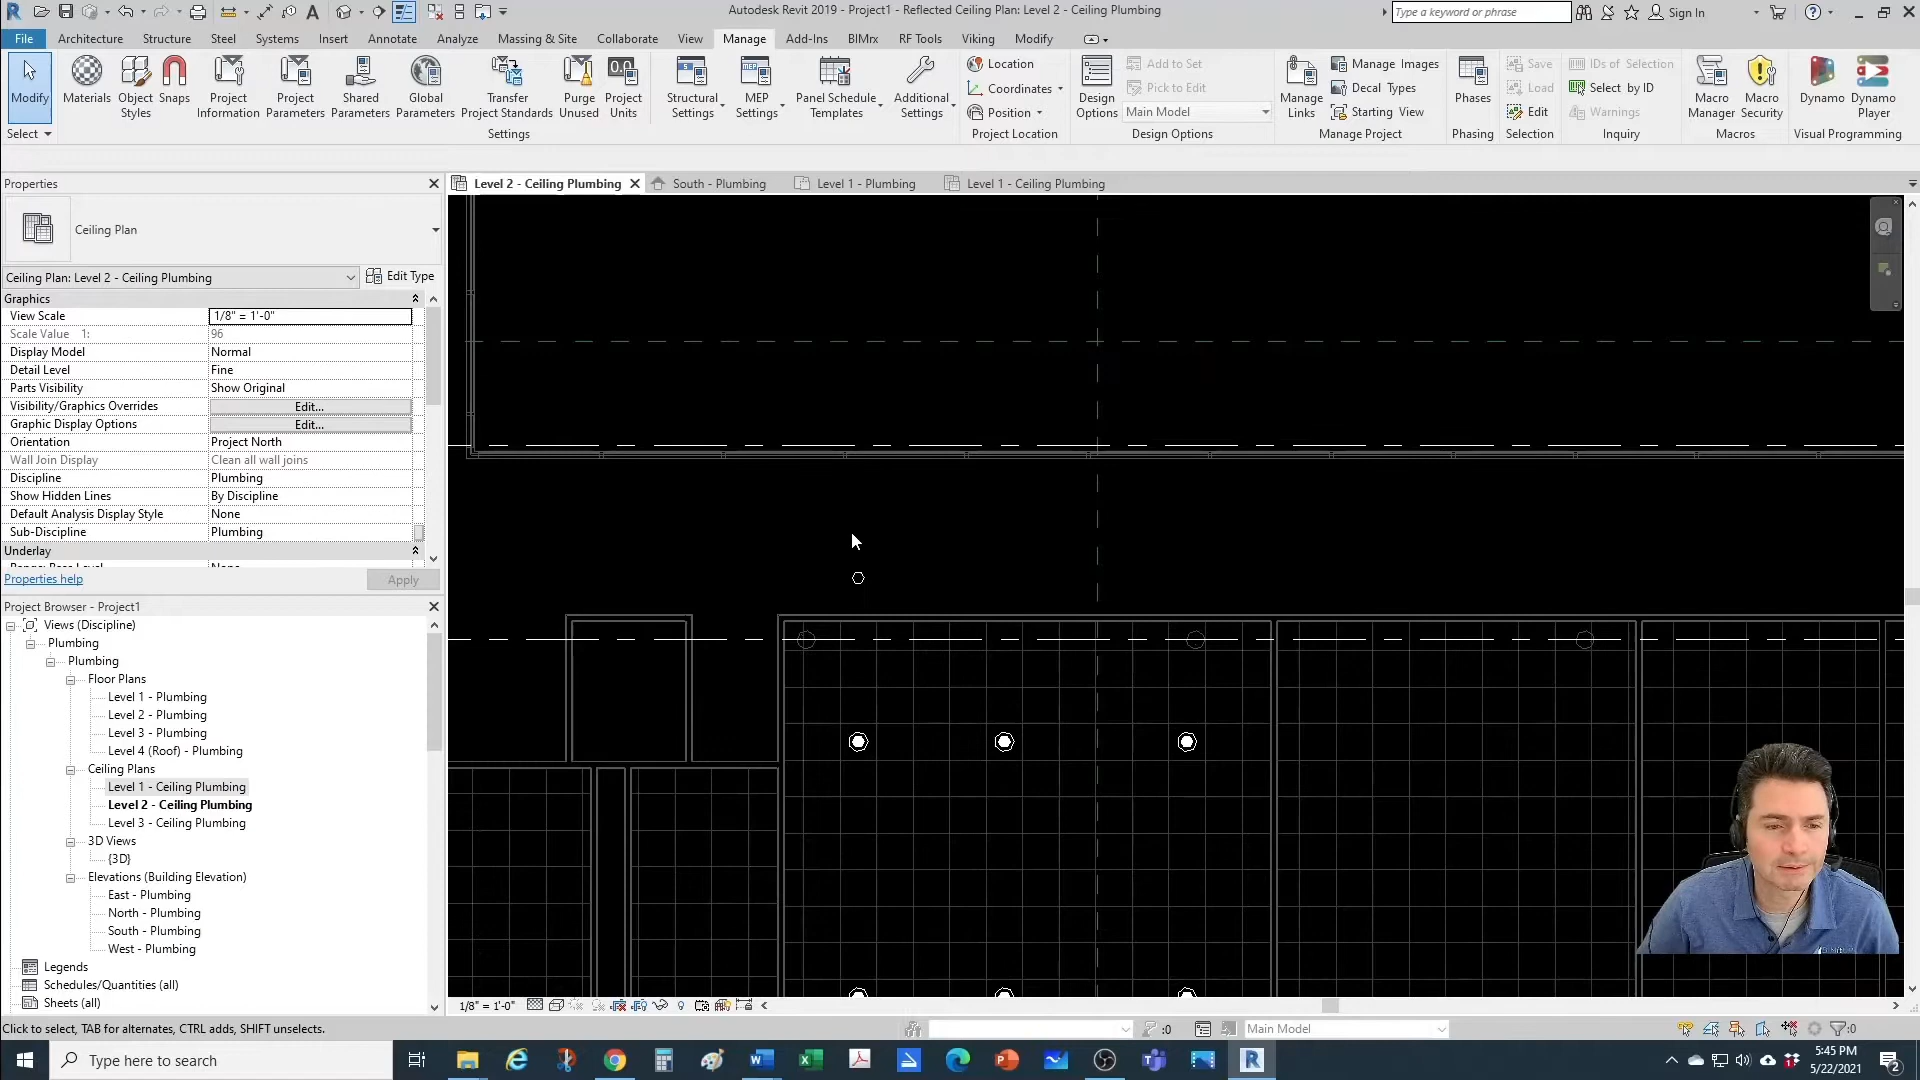 Autodesk Revit 2019 - Project1 - Reflected Ceiling Plan: Level 2 - Ceiling Plumbing
Type a keyword or phrase
Sign In
File Architecture Structure Steel Systems Insert Annotate Analyze Massing & Site Collaborate View Manage Add-Ins BIMrx RF Tools Viking Modify
Modify
Select
Materials
Object Styles
Snaps
Project Information
Project Parameters
Shared Parameters
Global Parameters
Transfer Project Standards
Purge Unused
Project Units
Settings
Structural Settings
MEP Settings
Panel Schedule Templates
Additional Settings
Location
Coordinates
Position
Project Location
Design Options
Add to Set
Pick to Edit
Main Model
Design Options
Manage Links
Manage Images
Decal Types
Starting View
Manage Project
Phases
Phasing
Save
Load
Edit
Selection
IDs of Selection
Select by ID
Warnings
Inquiry
Macro Manager
Macro Security
Macros
Dynamo
Dynamo Player
Visual Programming
Properties
Level 2 - Ceiling Plumbing
South - Plumbing
Level 1 - Plumbing
Level 1 - Ceiling Plumbing
Ceiling Plan
Ceiling Plan: Level 2 - Ceiling Plumbing
Edit Type
Graphics
View Scale 1/8" = 1'-0"
Scale Value 1: 96
Display Model Normal
Detail Level Fine
Parts Visibility Show Original
Visibility/Graphics Overrides Edit...
Graphic Display Options Edit...
Orientation Project North
Wall Join Display Clean all wall joins
Discipline Plumbing
Show Hidden Lines By Discipline
Default Analysis Display Style None
Sub-Discipline Plumbing
Underlay
Properties help
Apply
Project Browser - Project1
Views (Discipline)
Plumbing
Plumbing
Floor Plans
Level 1 - Plumbing
Level 2 - Plumbing
Level 3 - Plumbing
Level 4 (Roof) - Plumbing
Ceiling Plans
Level 1 - Ceiling Plumbing
Level 2 - Ceiling Plumbing
Level 3 - Ceiling Plumbing
3D Views
{3D}
Elevations (Building Elevation)
East - Plumbing
North - Plumbing
South - Plumbing
West - Plumbing
Legends
Schedules/Quantities (all)
Sheets (all)
1/8" = 1'-0"
Click to select, TAB for alternates, CTRL adds, SHIFT unselects.
:0
Main Model
:0
Type here to search
5:45 PM
5/22/2021
2